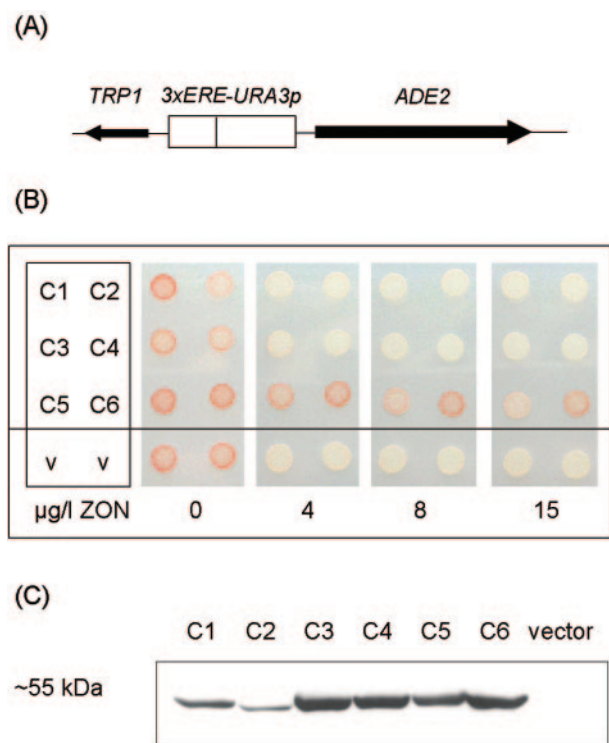 (A)
TRP1 3xERE-URA3p ADE2
(B)
C1 C2
C3 C4
C5 C6
v v
µg/l ZON 0 4 8 15
(C)
C1 C2 C3 C4 C5 C6 vector
~55 kDa